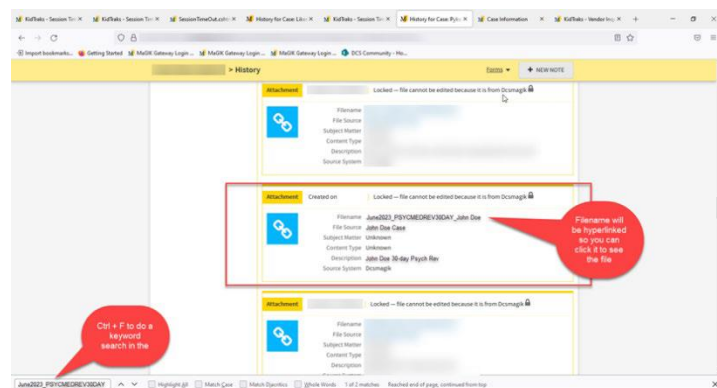 KidTraks - Session Tim
KidTraks - Session Tim
SessionTimeOut.cshtml
History for Case: Like
KidTraks - Session Tim
History for Case: Pyke
Case Information
KidTraks - Vendor Inq
Import bookmarks...
Getting Started
MaGIK Gateway Login ...
MaGIK Gateway Login ...
MaGIK Gateway Login ...
DCS Community - Ho...
> History
Forms
+ NEW NOTE
Attachment
Locked — file cannot be edited because it is from Dcsmagik
Filename
File Source
Subject Matter
Content Type
Description
Source System
Attachment Created on Locked — file cannot be edited because it is from Dcsmagik
Filename June2023_PSYCMEDREV30DAY_John Doe
File Source John Doe Case
Subject Matter Unknown
Content Type Unknown
Description John Doe 30-day Psych Rev
Source System Dcsmagik
Filename will
be hyperlinked
so you can
click it to see
the file
Attachment
Locked — file cannot be edited because it is from Dcsmagik
Filename
File Source
Subject Matter
Content Type
Description
Ctrl + F to do a
keyword
search in the
June2023_PSYCMEDREV30DAY
Highlight All
Match Case
Match Diacritics
Whole Words
1 of 2 matches
Reached end of page, continued from top